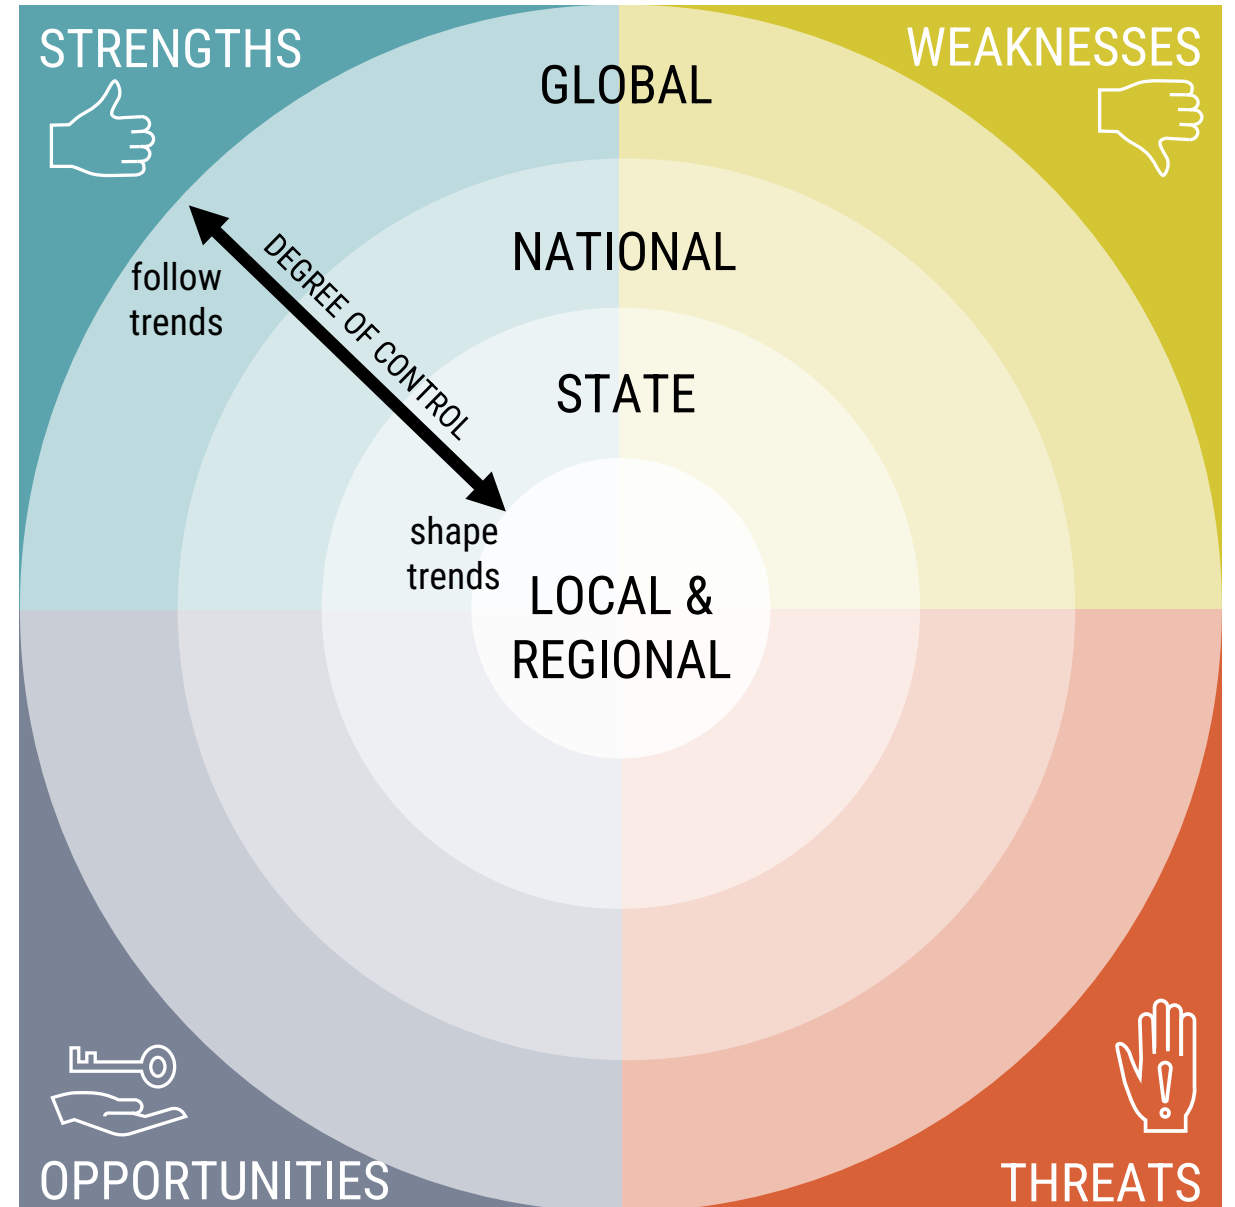 STRENGTHS
WEAKNESSES
GLOBAL
NATIONAL
DEGREE OF CONTROL
follow
trends
STATE
shape
trends
LOCAL &
REGIONAL
OPPORTUNITIES
THREATS